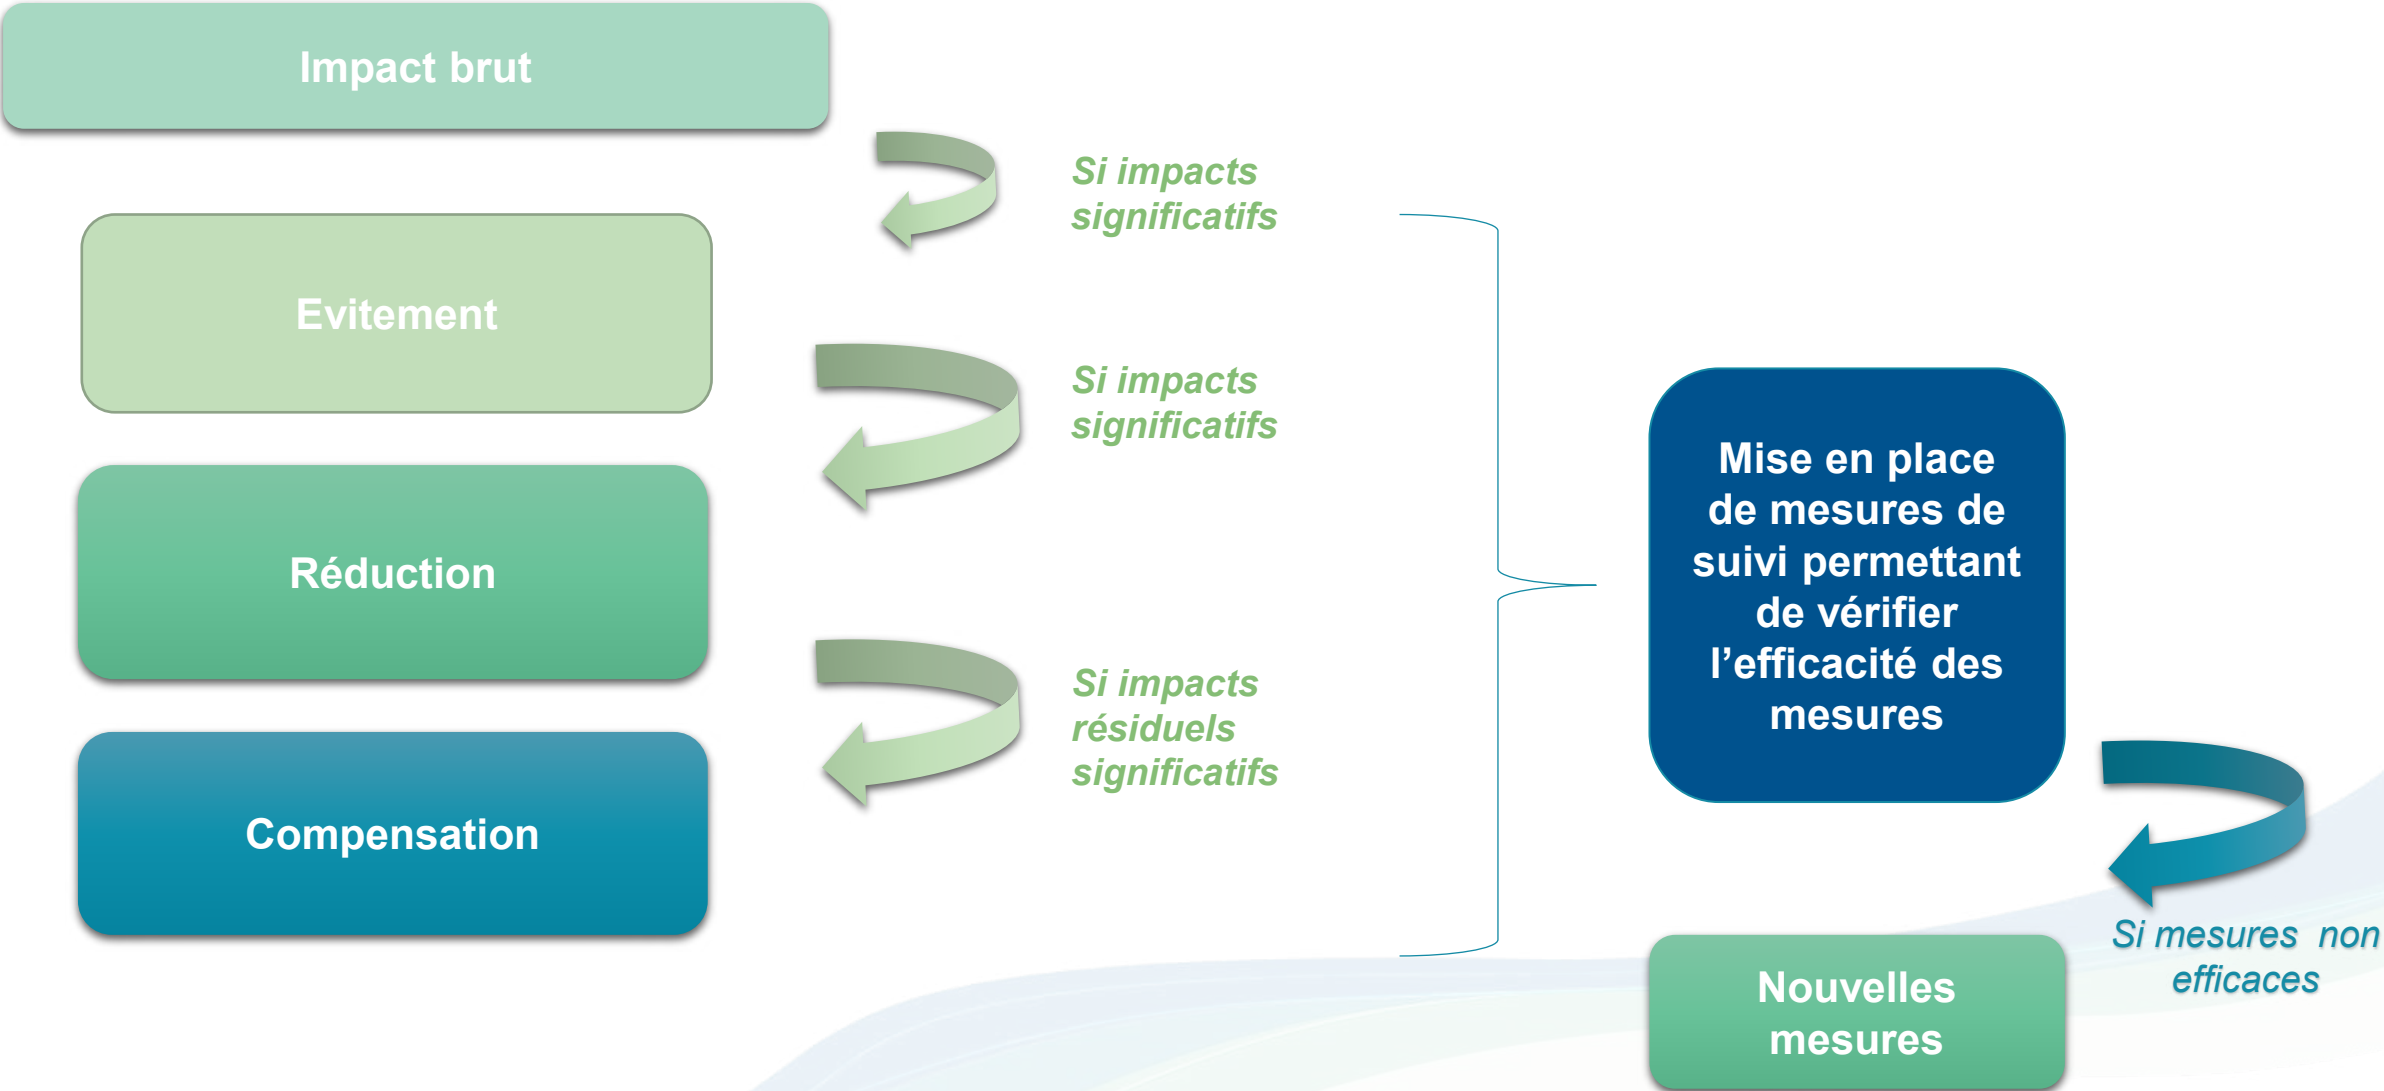 Impact brut
Si impacts
significatifs
Evitement
Si impacts
significatifs
Réduction
Si impacts
résiduels
significatifs
Compensation
Mise en place
de mesures de
suivi permettant
de vérifier
l’efficacité des
mesures
Si mesures non
efficaces
Nouvelles
mesures